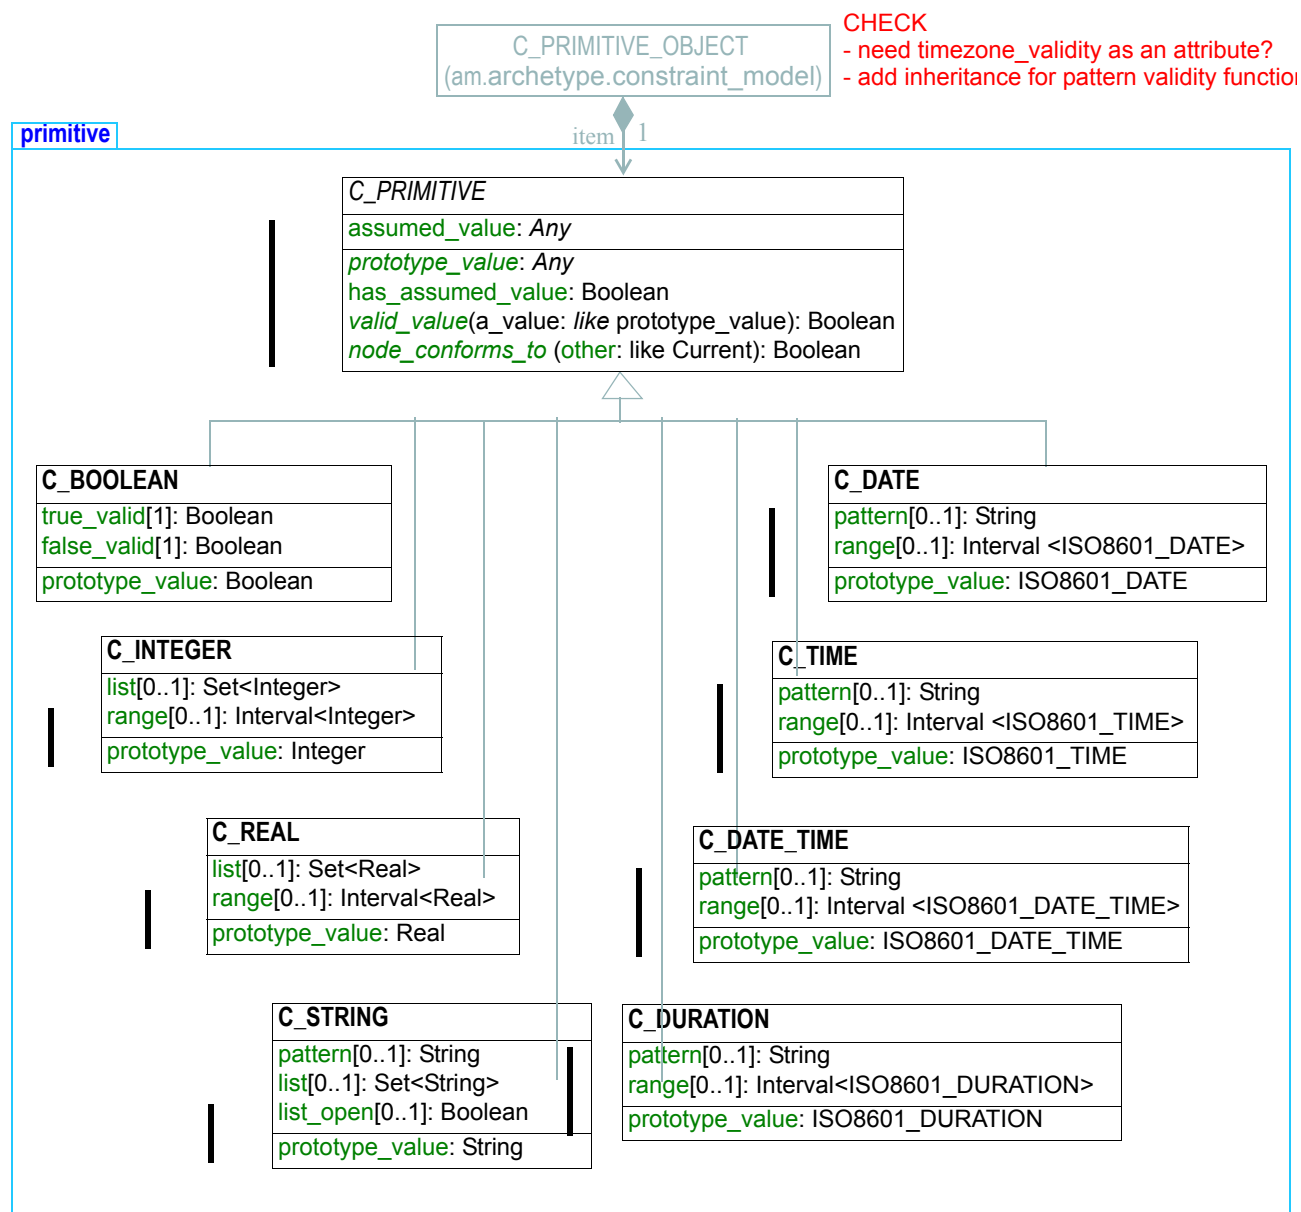 C_PRIMITIVE_OBJECT
(am.archetype.constraint_model)
CHECK
- need timezone_validity as an attribute?
- add inheritance for pattern validity
primitive
item 1
C_PRIMITIVE
assumed_value: Any
prototype_value: Any
has_assumed_value: Boolean
valid_value(a_value: like prototype_value): Boolean
node_conforms_to (other: like Current): Boolean
C_BOOLEAN
true_valid[1]: Boolean
false_valid[1]: Boolean
prototype_value: Boolean
C_DATE
pattern[0..1]: String
range[0..1]: Interval <ISO8601_DATE>
prototype_value: ISO8601_DATE
C_INTEGER
list[0..1]: Set<Integer>
range[0..1]: Interval<Integer>
prototype_value: Integer
C_TIME
pattern[0..1]: String
range[0..1]: Interval <ISO8601_TIME>
prototype_value: ISO8601_TIME
C_REAL
list[0..1]: Set<Real>
range[0..1]: Interval<Real>
prototype_value: Real
C_DATE_TIME
pattern[0..1]: String
range[0..1]: Interval <ISO8601_DATE_TIME>
prototype_value: ISO8601_DATE_TIME
C_STRING
pattern[0..1]: String
list[0..1]: Set<String>
list_open[0..1]: Boolean
prototype_value: String
C_DURATION
pattern[0..1]: String
range[0..1]: Interval<ISO8601_DURATION>
prototype_value: ISO8601_DURATION